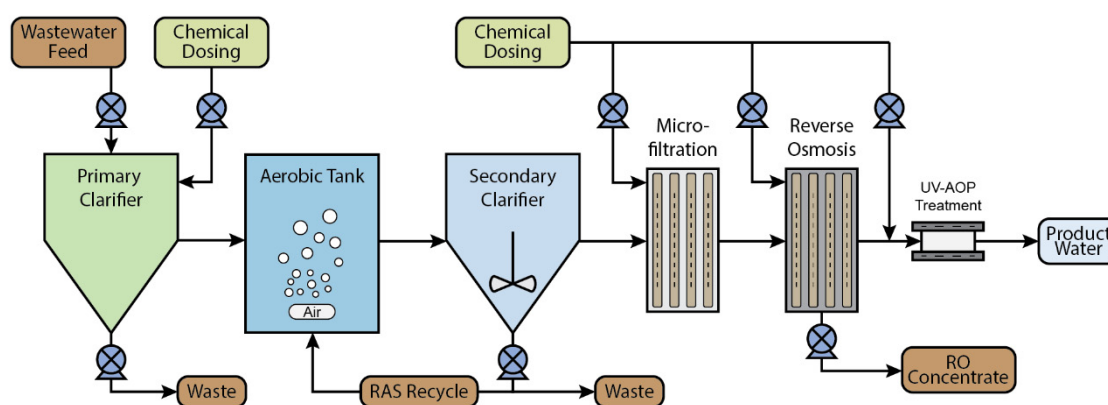 Wastewater
Feed
Chemical
Dosing
Chemical
Dosing
Primary
Clarifier
Aerobic Tank
Air
Secondary
Clarifier
Micro-
filtration
Reverse
Osmosis
UV-AOP
Treatment
Product
Water
Waste
RAS Recycle
Waste
RO
Concentrate